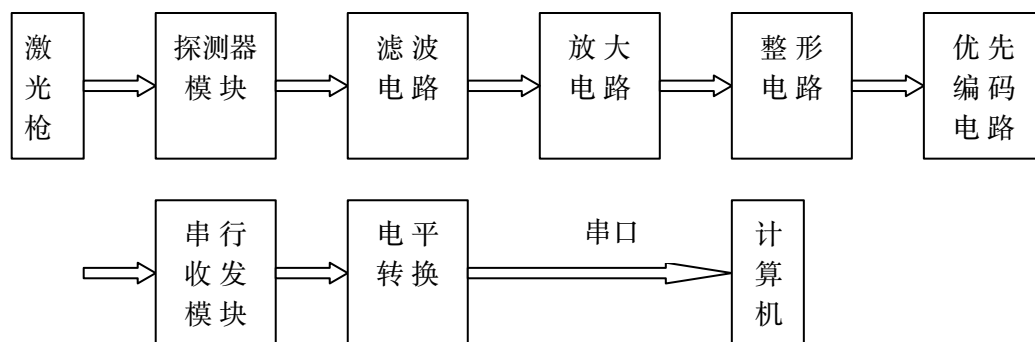 激
光
枪
探测器
模 块
滤 波
电 路
放 大
电 路
整 形
电 路
优 先
编 码
电 路
串 行
收 发
模 块
电 平
转 换
串口
计
算
机